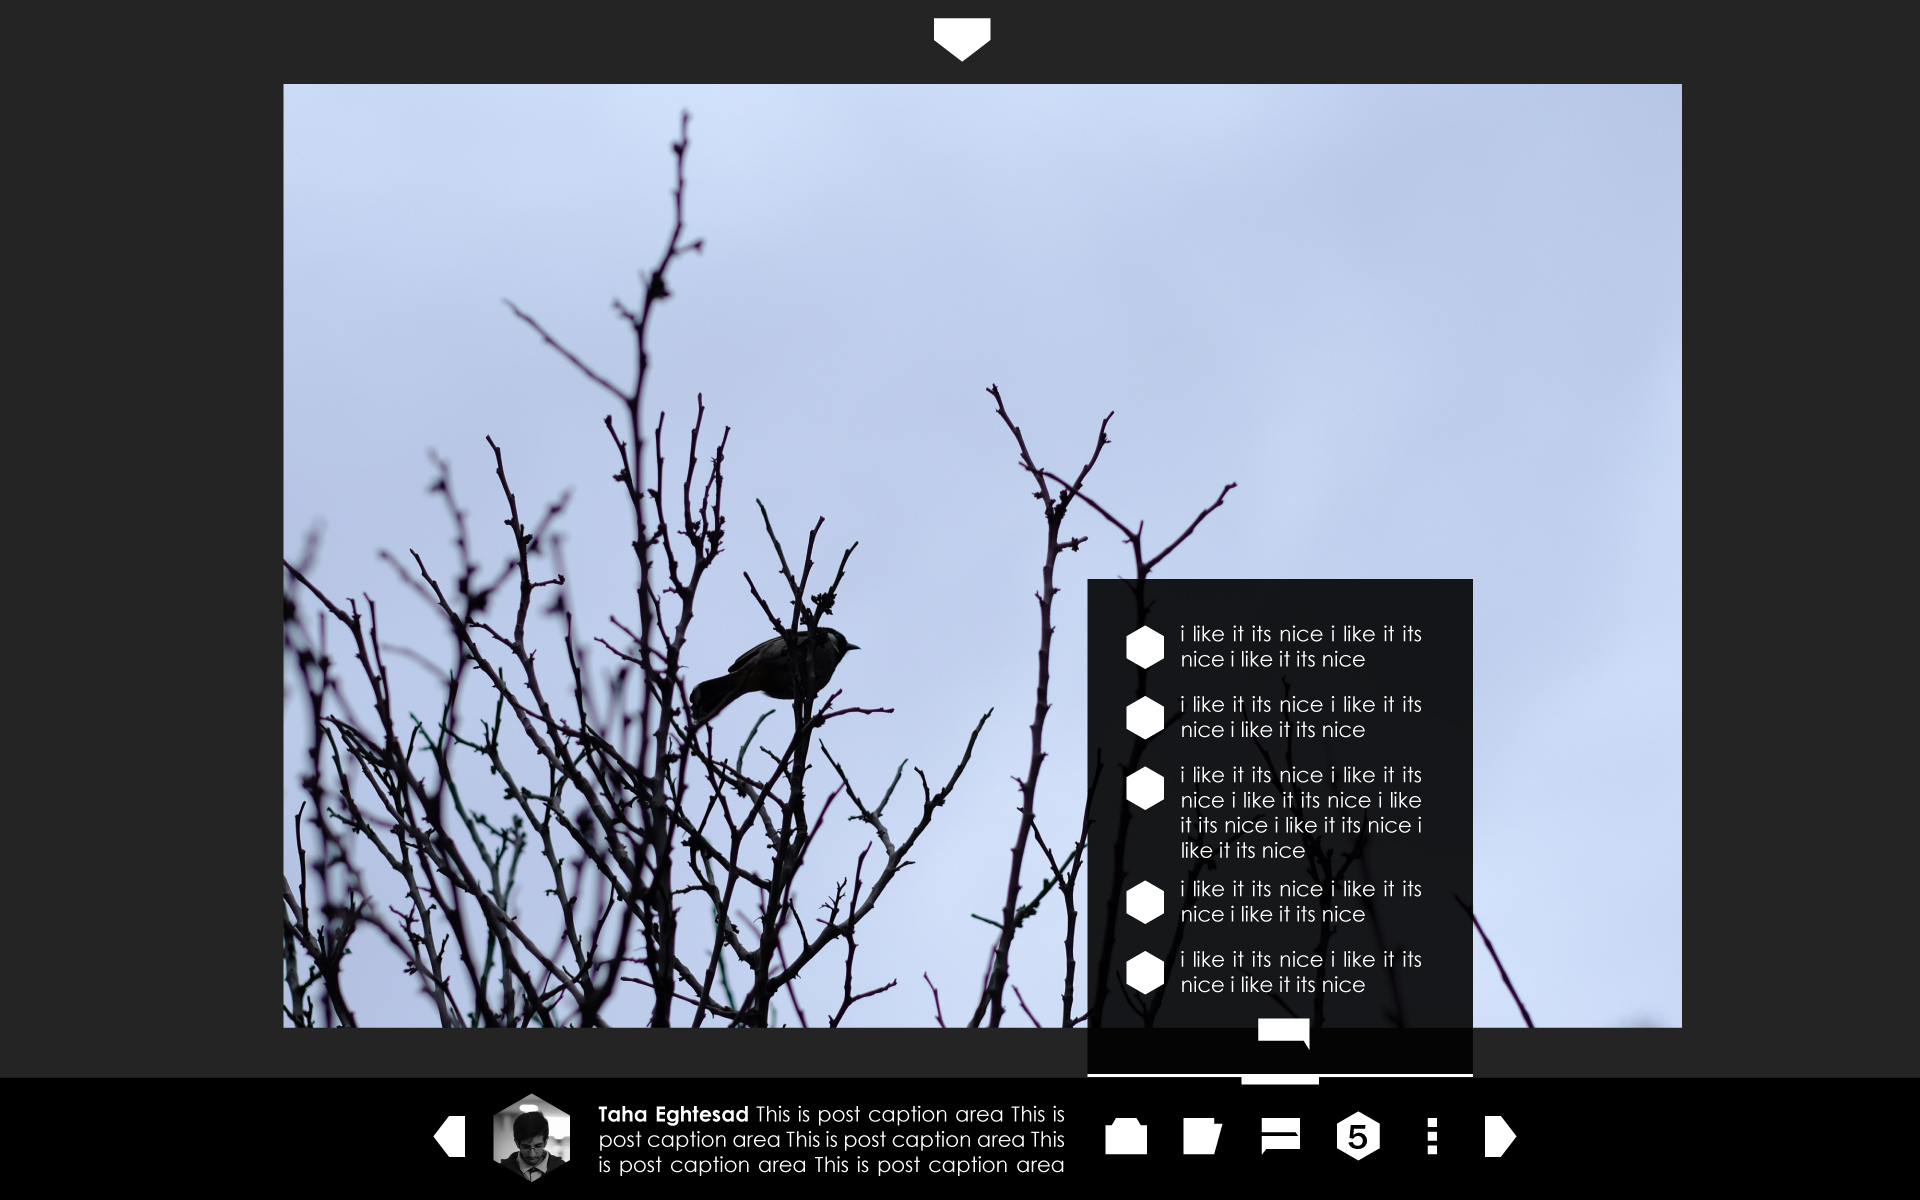 i like it its nice i like it its
nice i like it its nice
i like it its nice i like it its
nice i like it its nice
i like it its nice i like it its
nice i like it its nice i like
it its nice i like it its nice i
like it its nice
i like it its nice i like it its
nice i like it its nice
i like it its nice i like it its
nice i like it its nice
Taha Eghtesad This is post caption area This is
post caption area This is post caption area This
is post caption area This is post caption area
5